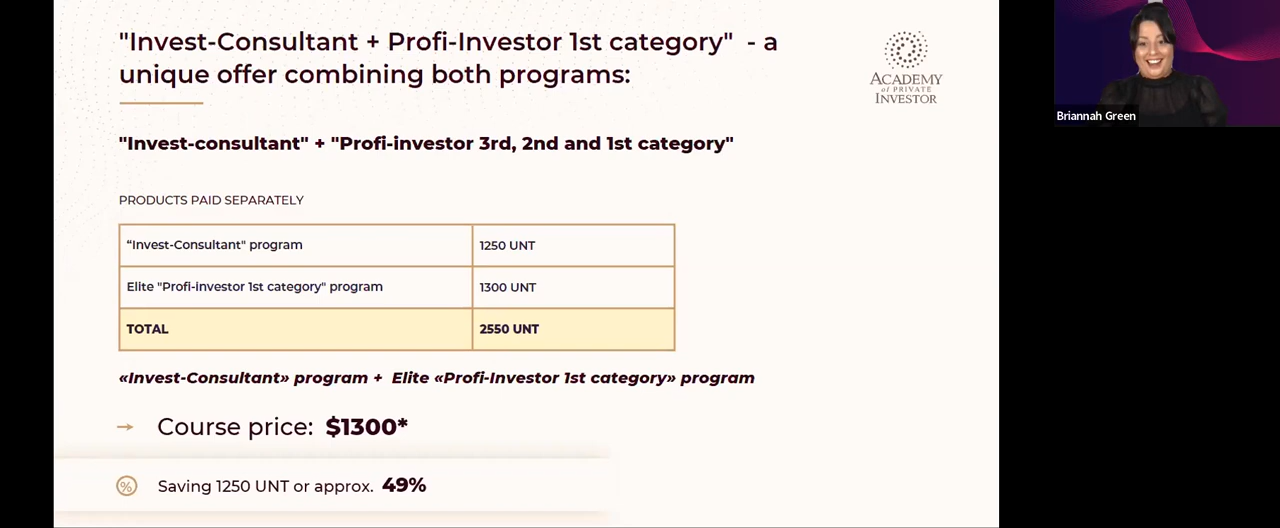 "Invest-Consultant + Profi-Investor 1st category" - a
unique offer combining both programs:
ACADEMY
of PRIVATE
INVESTOR
Briannah Green
"Invest-consultant" + "Profi-investor 3rd, 2nd and 1st category"
PRODUCTS PAID SEPARATELY
“Invest-Consultant" program 1250 UNT
Elite "Profi-investor 1st category" program 1300 UNT
TOTAL 2550 UNT
«Invest-Consultant» program + Elite «Profi-Investor 1st category» program
→ Course price: $1300*
% Saving 1250 UNT or approx. 49%